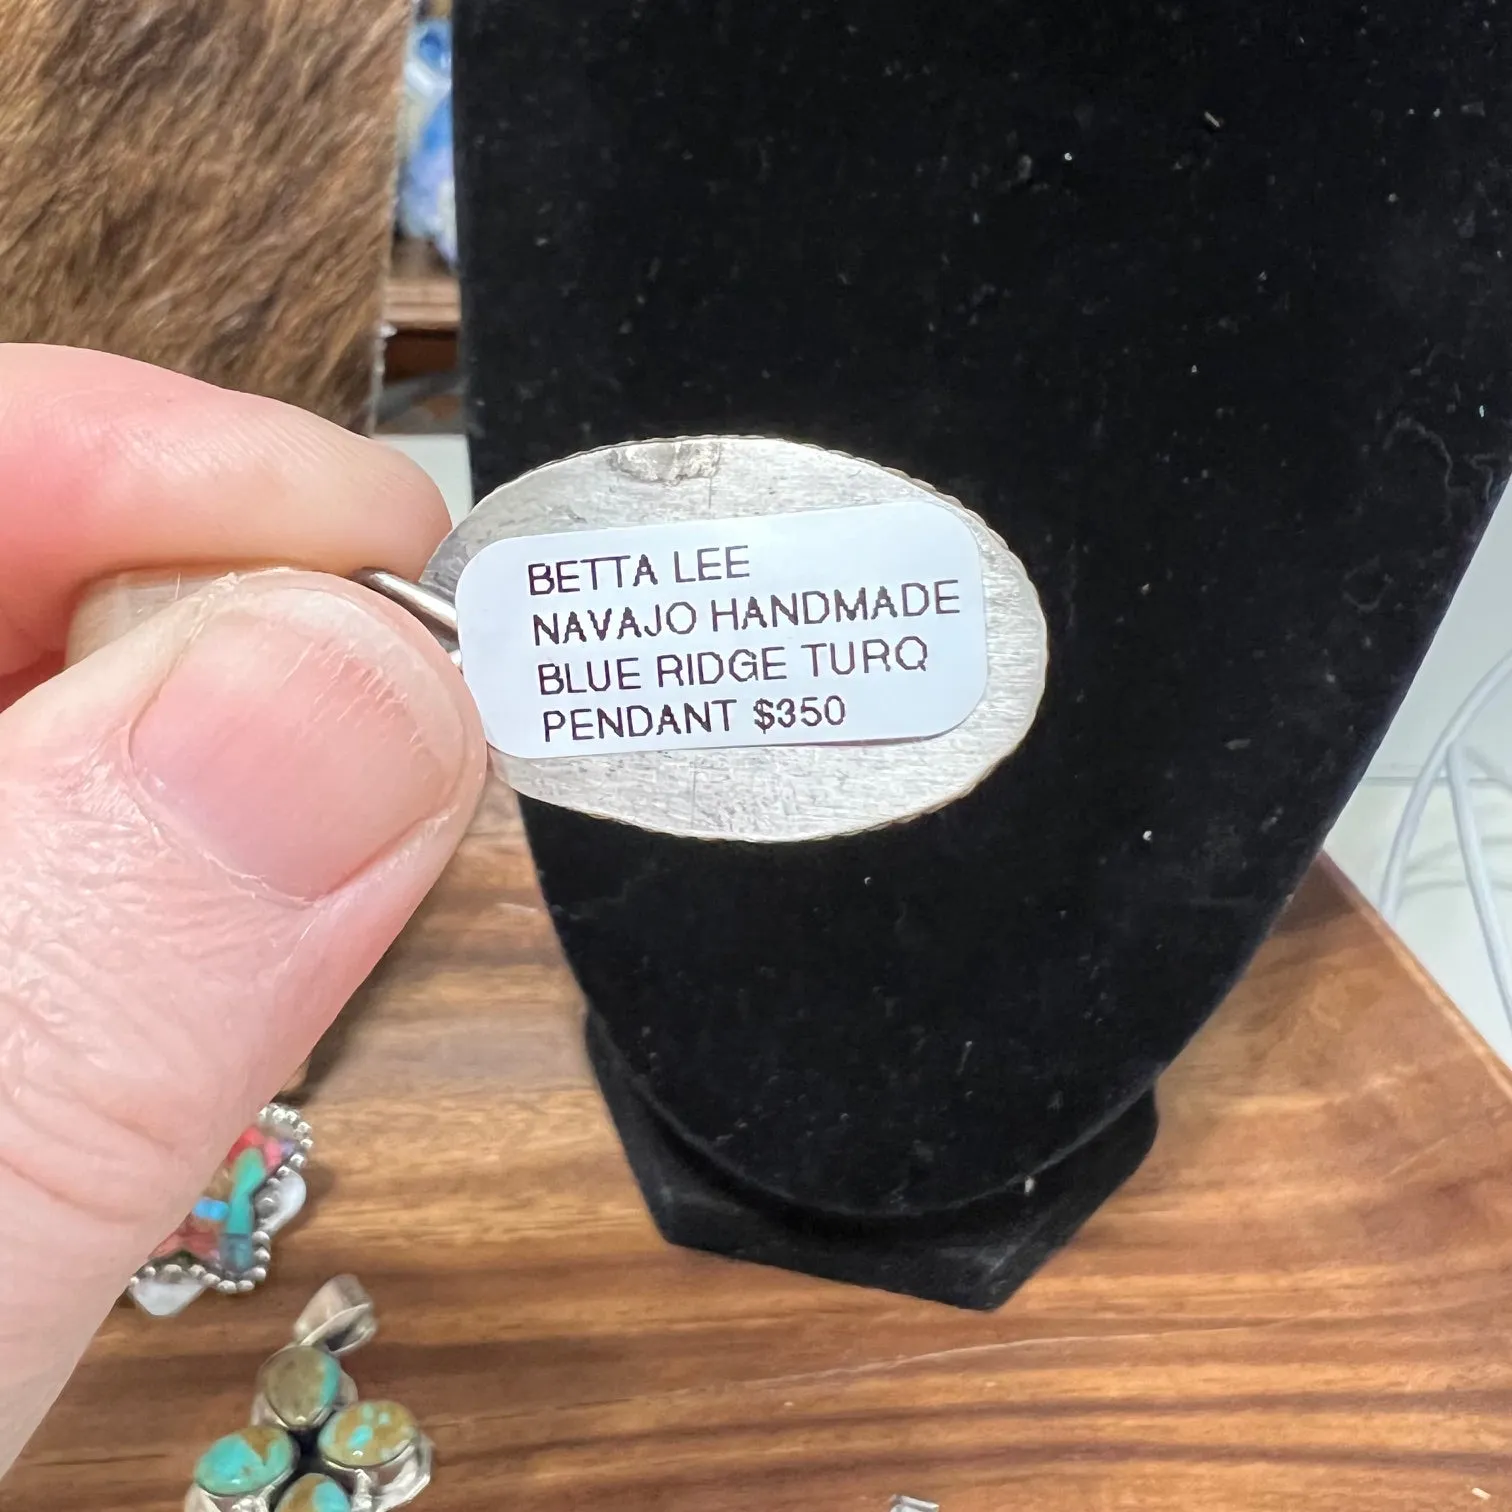 BETTA LEE
NAVAJO HANDMADE
BLUE RIDGE TURQ
PENDANT $350